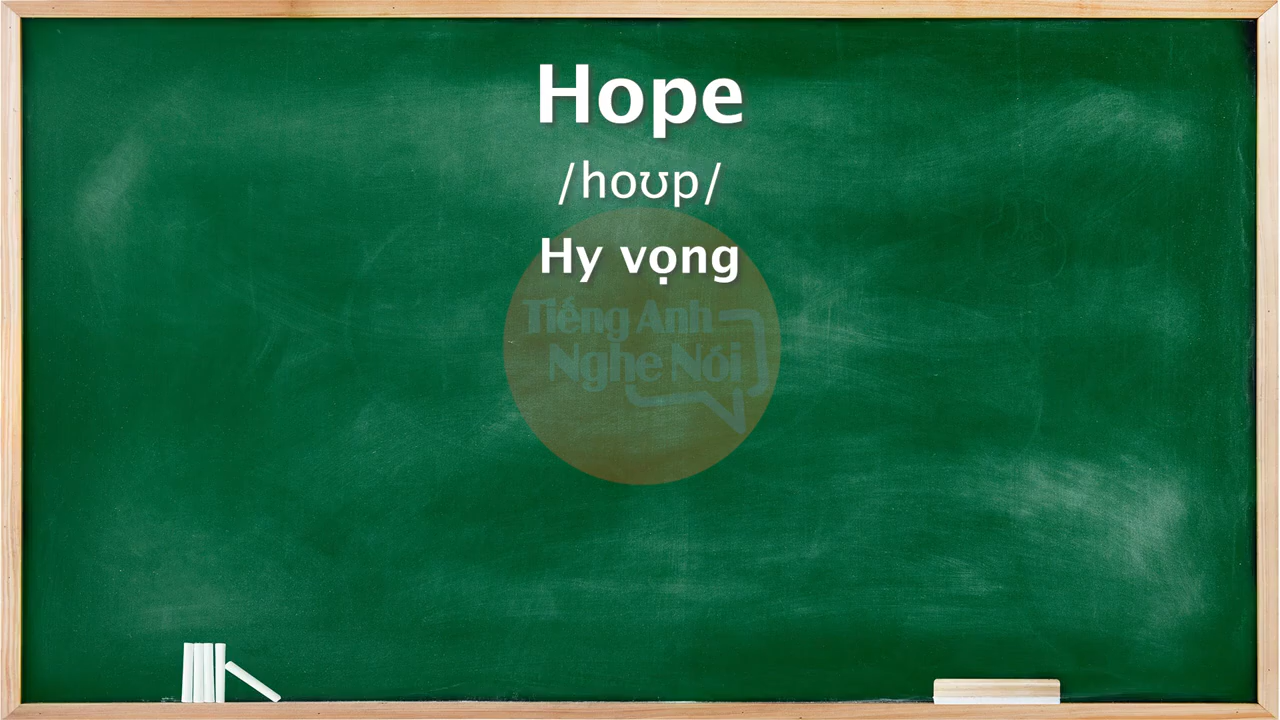 Hope
/hoʊp/
Hy vọng
Tiếng Anh
Nghe Nói